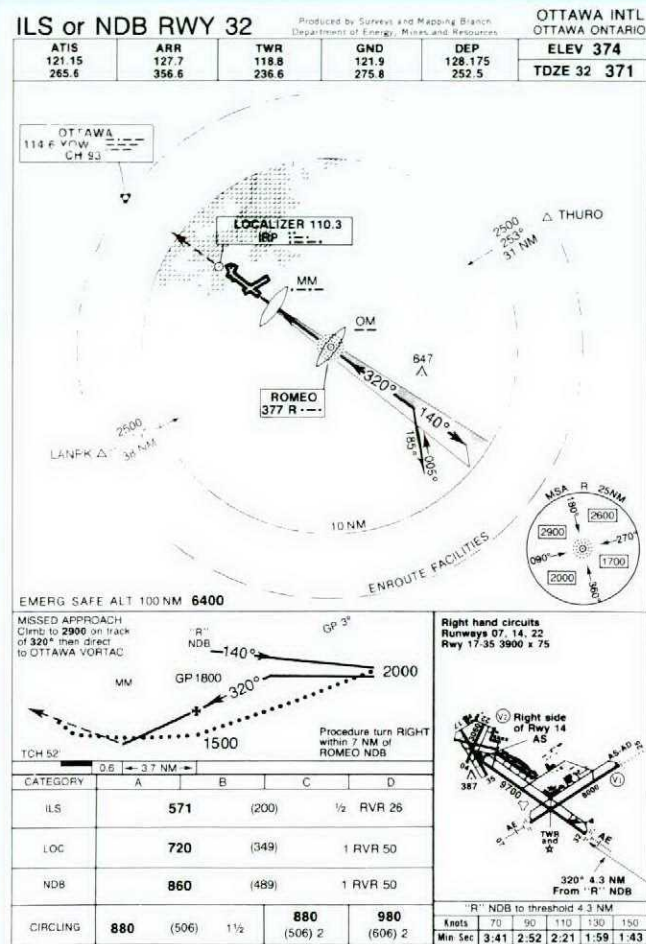 ILS or NDB RWY 32
Produced by Surveys and Mapping Branch
Department of Energy, Mines and Resources
OTTAWA INTL
OTTAWA ONTARIO
ATIS ARR TWR GND DEP ELEV 374
121.15 127.7 118.8 121.9 128.175
265.6 356.6 236.6 275.8 252.5 TDZE 32 371
OTTAWA
114.6 YOW
CH 93
THURO
2500
253°
31 NM
LOCALIZER 110.3
IRP
MM
OM
647
ROMEO
377 R
320°
140°
185°
005°
2500
38 NM
LANRK
10 NM
ENROUTE FACILITIES
MSA R 25NM
180°
2600
2900
270°
090°
1700
2000
360°
EMERG SAFE ALT 100 NM 6400
MISSED APPROACH
Climb to 2900 on track
of 320° then direct
to OTTAWA VORTAC
"R"
NDB
GP 3°
140°
MM
GP 1800
320°
2000
1500
Procedure turn RIGHT
within 7 NM of
ROMEO NDB
TCH 52'
0.6 3.7 NM
Right hand circuits
Runways 07, 14, 22
Rwy 17-35 3900 x 75
V2 Right side
of Rwy 14
AS
AS-AD
387
35
9700
8000
V1
AE
TWR
and
AE
32
320° 4.3 NM
From "R" NDB
CATEGORY A B C D
ILS 571 (200) ½ RVR 26
LOC 720 (349) 1 RVR 50
NDB 860 (489) 1 RVR 50
CIRCLING 880 (506) 1½ 880 (506) 2 980 (606) 2
"R" NDB to threshold 4.3 NM
Knots 70 90 110 130 150
Min:Sec 3:41 2:52 2:21 1:59 1:43